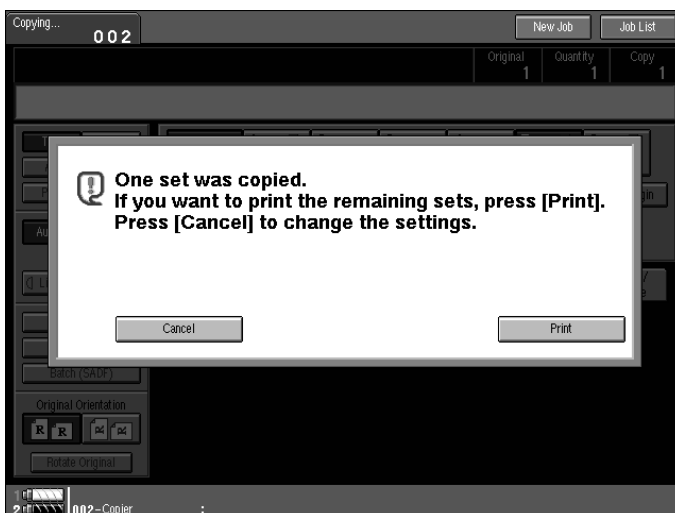 Copying...
002
New Job
Job List
Original
Quantity
Copy
1
1
1
One set was copied.
If you want to print the remaining sets, press [Print].
Press [Cancel] to change the settings.
Cancel
Print
Batch (SADF)
Original Orientation
R R R R
Rotate Original
1
2 002-Copier :